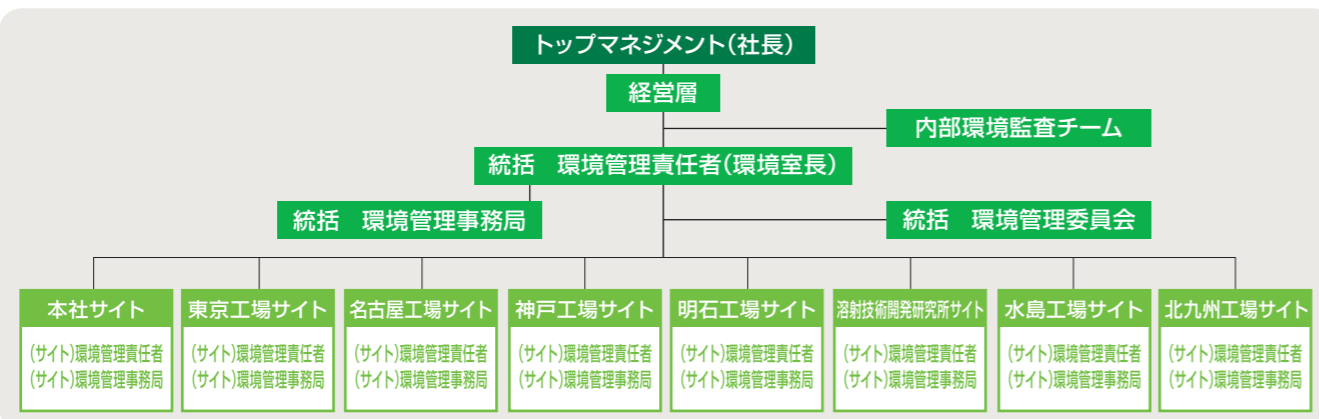 トップマネジメント(社長)
経営層
内部環境監査チーム
統括　環境管理責任者(環境室長)
統括　環境管理事務局
統括　環境管理委員会
本社サイト
(サイト)環境管理責任者
(サイト)環境管理事務局
東京工場サイト
(サイト)環境管理責任者
(サイト)環境管理事務局
名古屋工場サイト
(サイト)環境管理責任者
(サイト)環境管理事務局
神戸工場サイト
(サイト)環境管理責任者
(サイト)環境管理事務局
明石工場サイト
(サイト)環境管理責任者
(サイト)環境管理事務局
溶射技術開発研究所サイト
(サイト)環境管理責任者
(サイト)環境管理事務局
水島工場サイト
(サイト)環境管理責任者
(サイト)環境管理事務局
北九州工場サイト
(サイト)環境管理責任者
(サイト)環境管理事務局